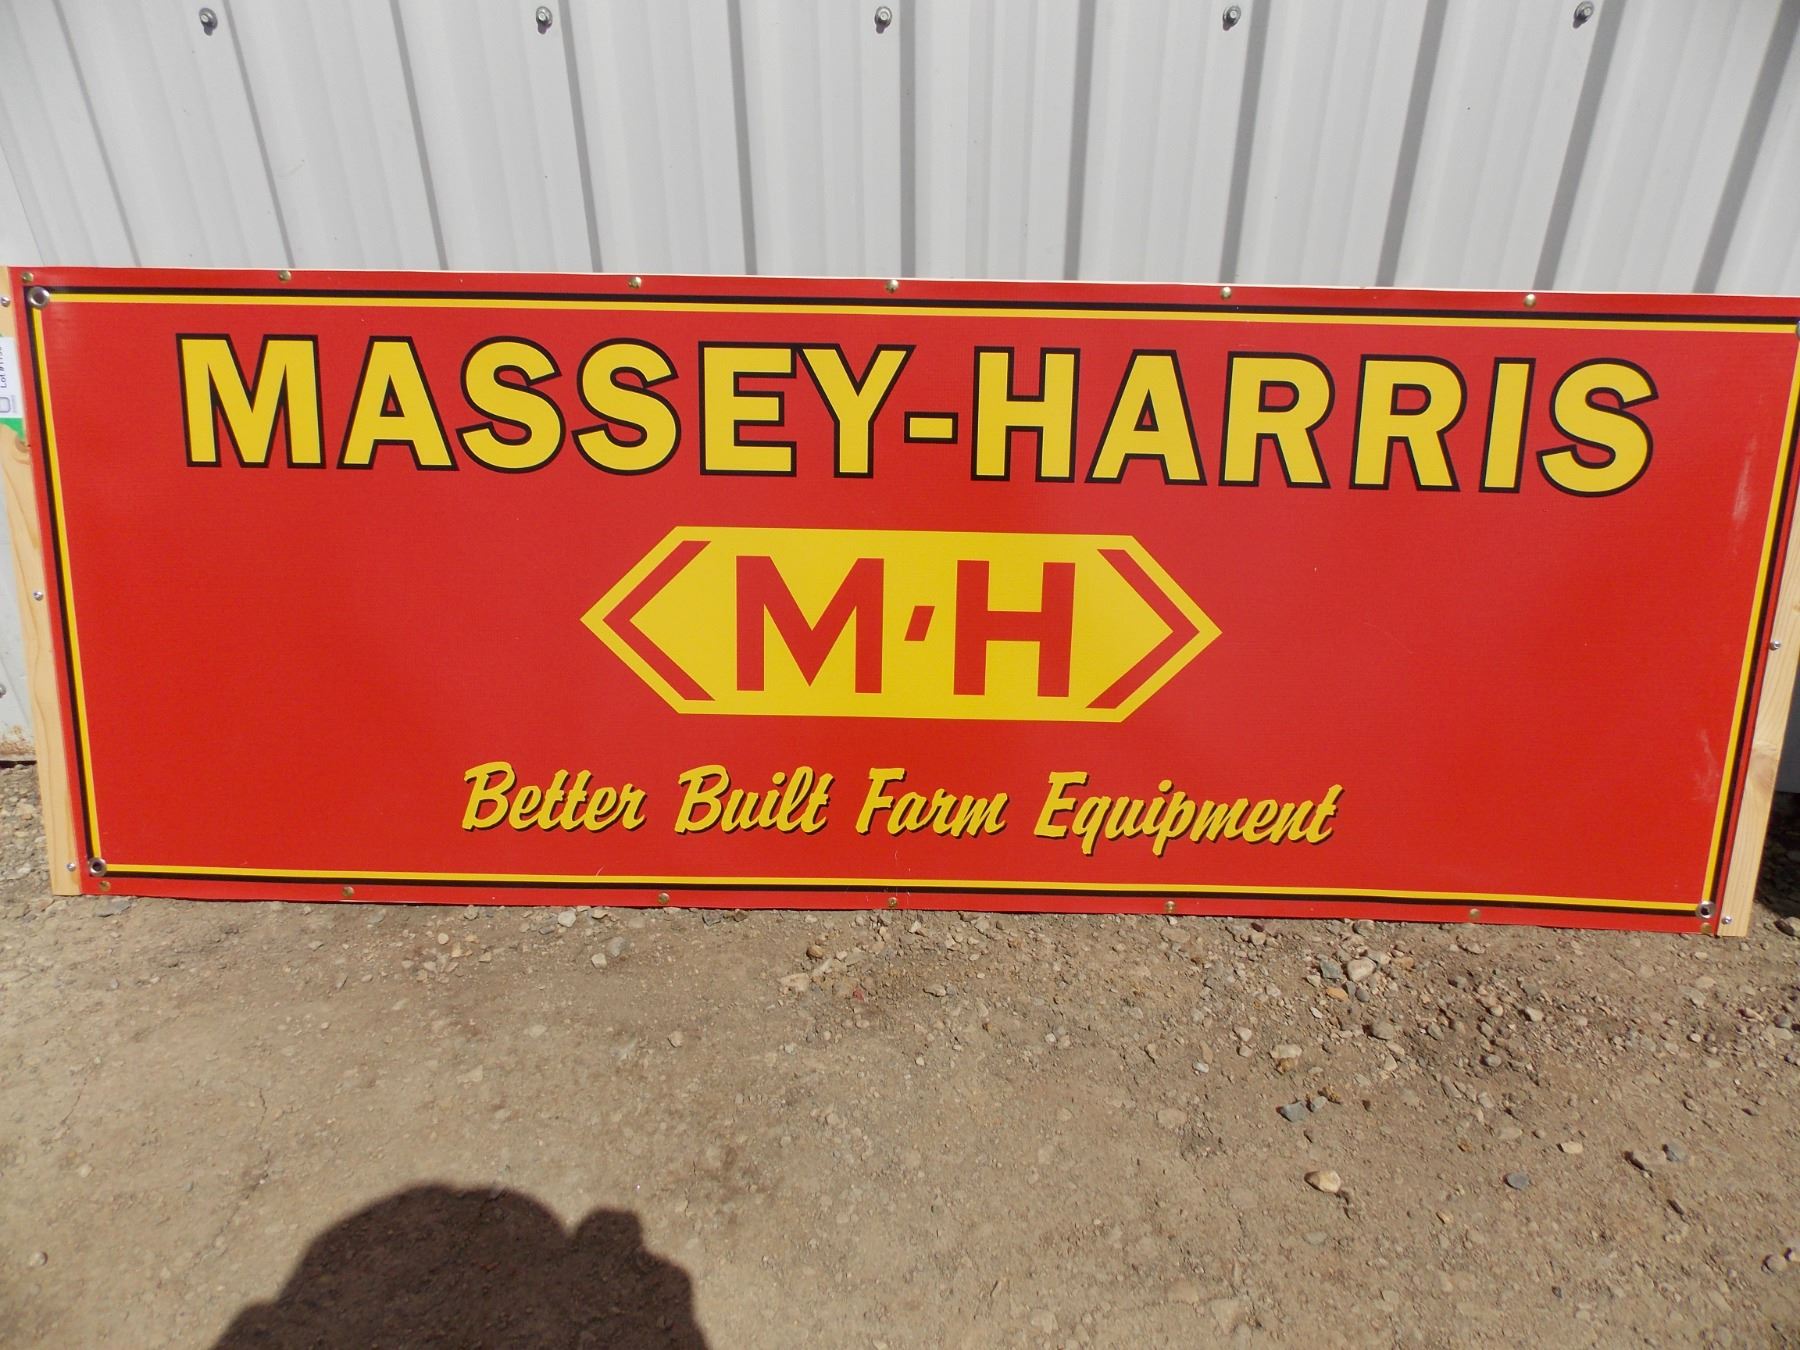 MASSEY-HARRIS
M-H
Better Built Farm Equipment